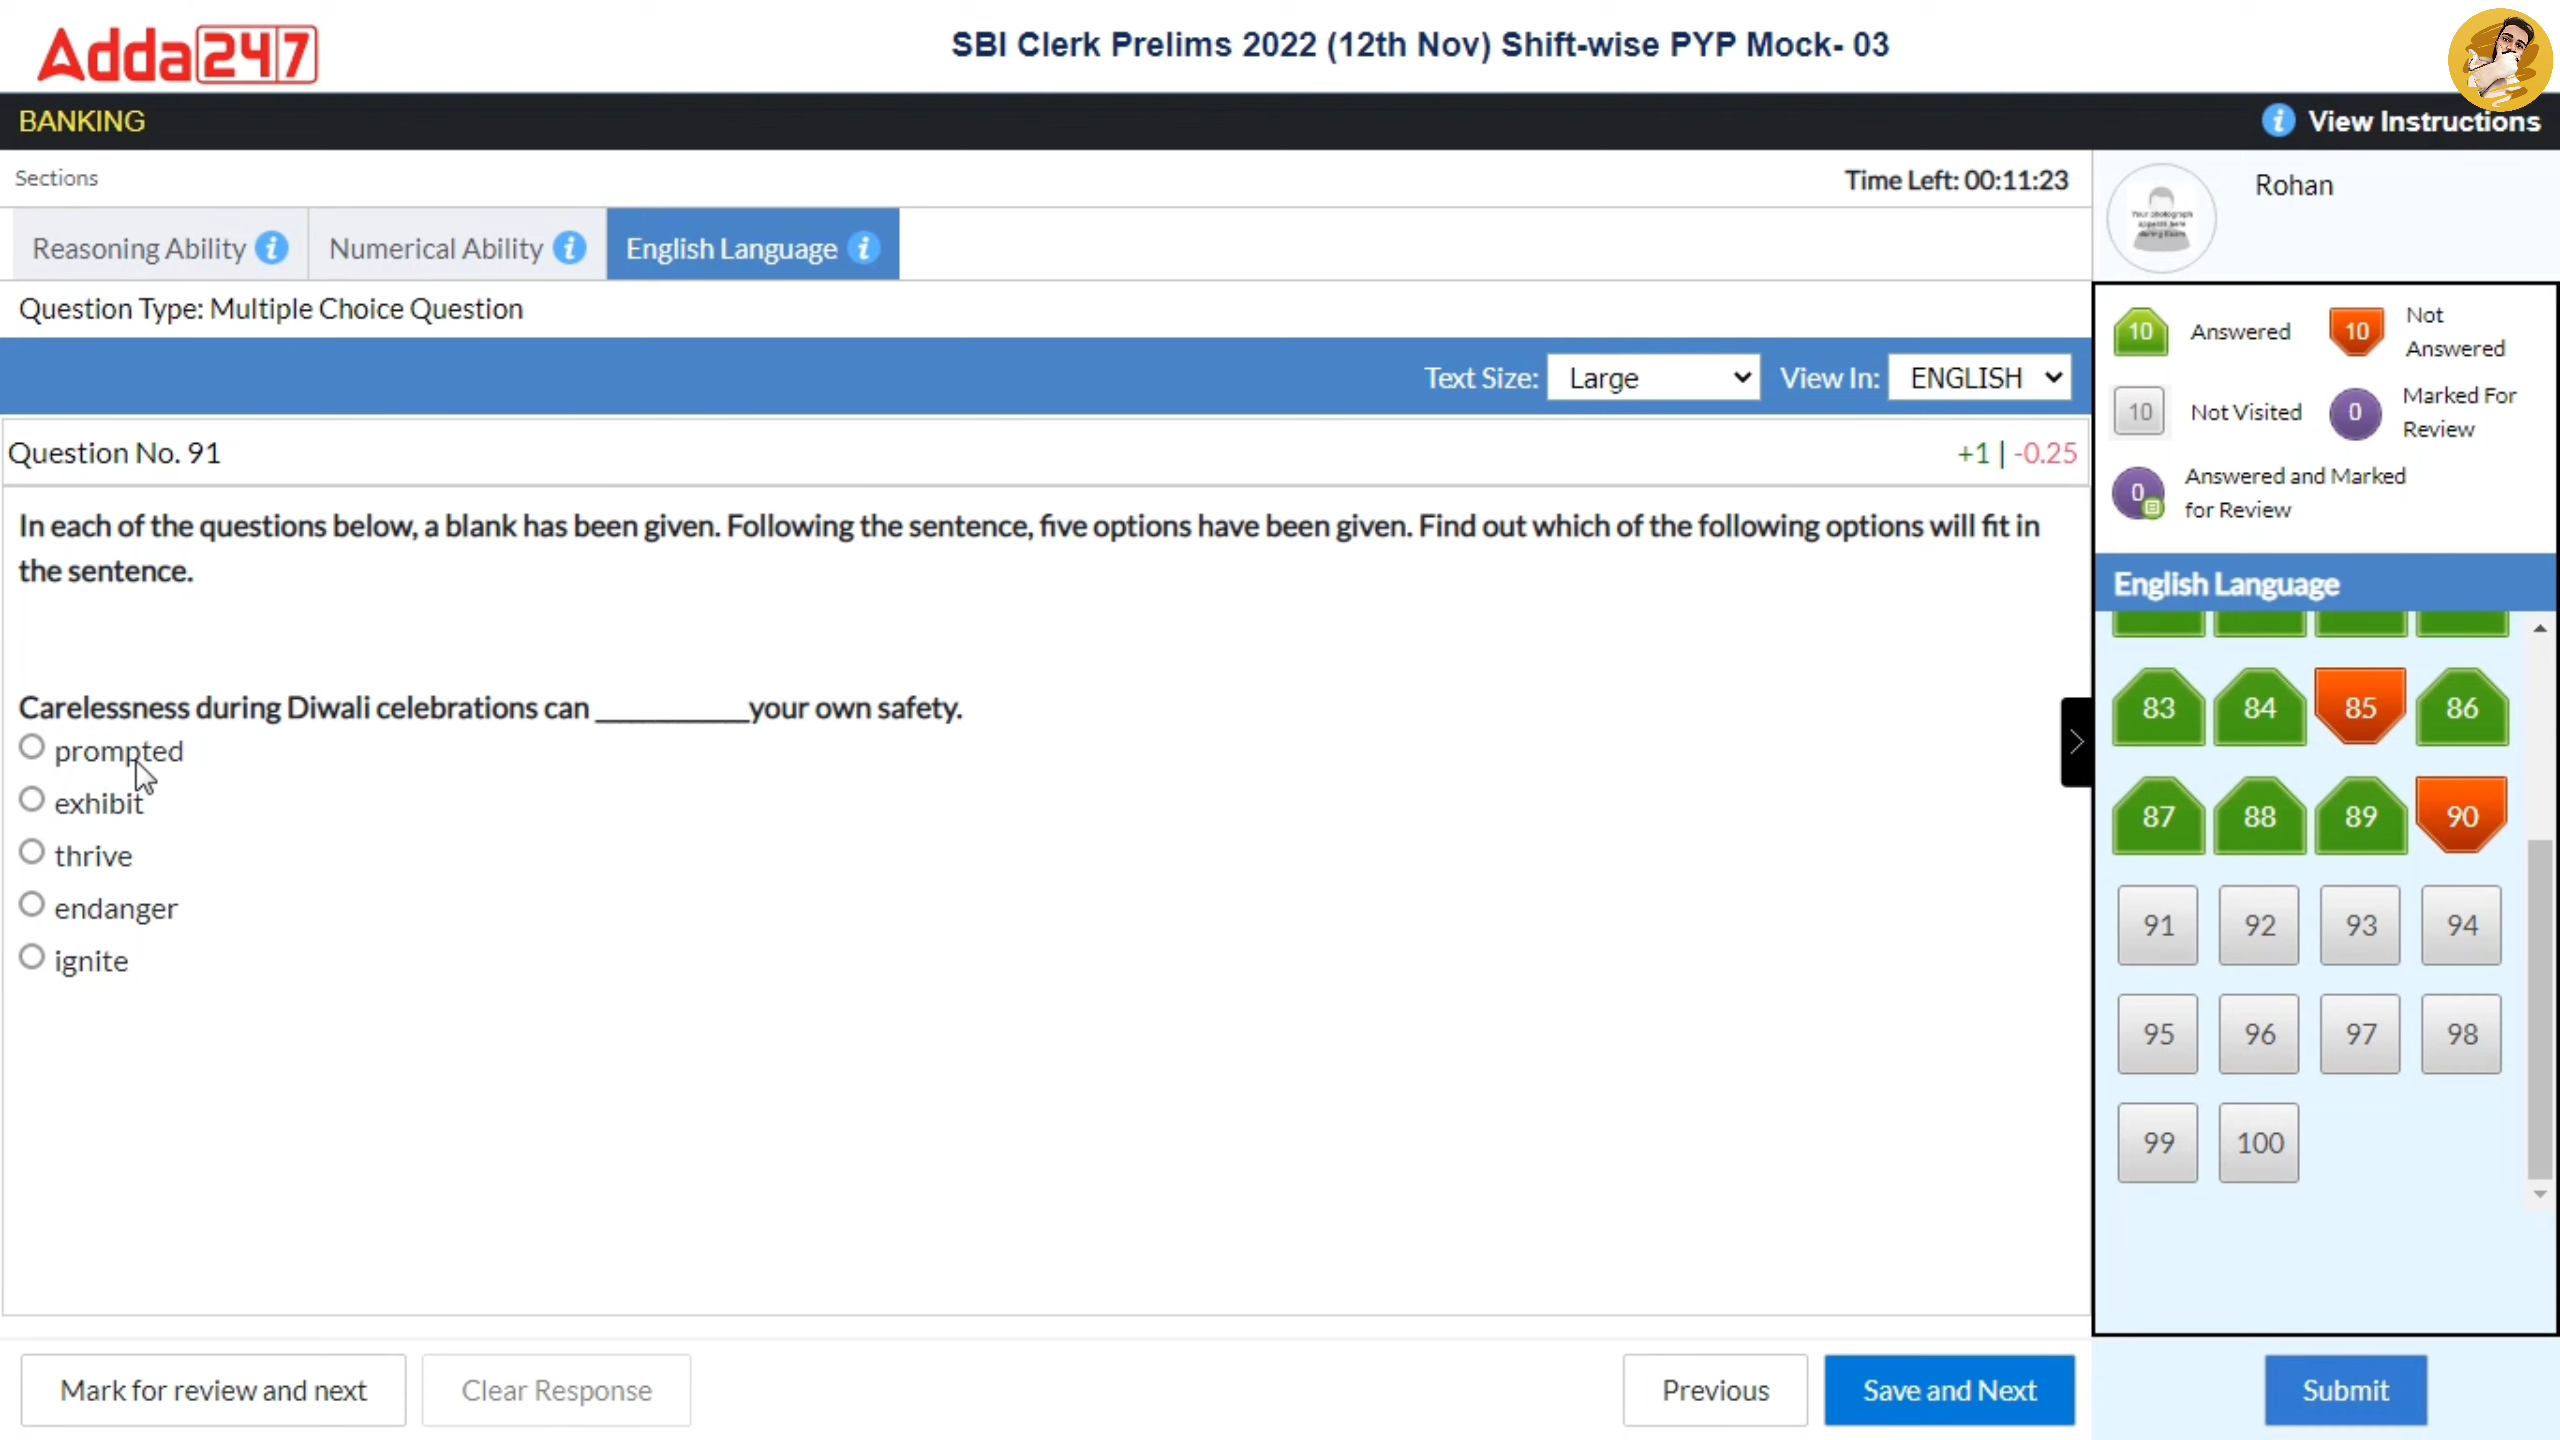 Adda247
SBI Clerk Prelims 2022 (12th Nov) Shift-wise PYP Mock- 03
BANKING
View Instructions
Sections
Time Left: 00:11:23
Rohan
Your photograph
appears here
during Exam
Reasoning Ability
Numerical Ability
English Language
Question Type: Multiple Choice Question
10 Answered
10 Not Answered
10 Not Visited
0 Marked For Review
0 Answered and Marked for Review
Text Size: Large View In: ENGLISH
Question No. 91
+1 | -0.25
In each of the questions below, a blank has been given. Following the sentence, five options have been given. Find out which of the following options will fit in
the sentence.
Carelessness during Diwali celebrations can __________your own safety.
prompted
exhibit
thrive
endanger
ignite
English Language
83 84 85 86
87 88 89 90
91 92 93 94
95 96 97 98
99 100
Mark for review and next
Clear Response
Previous
Save and Next
Submit